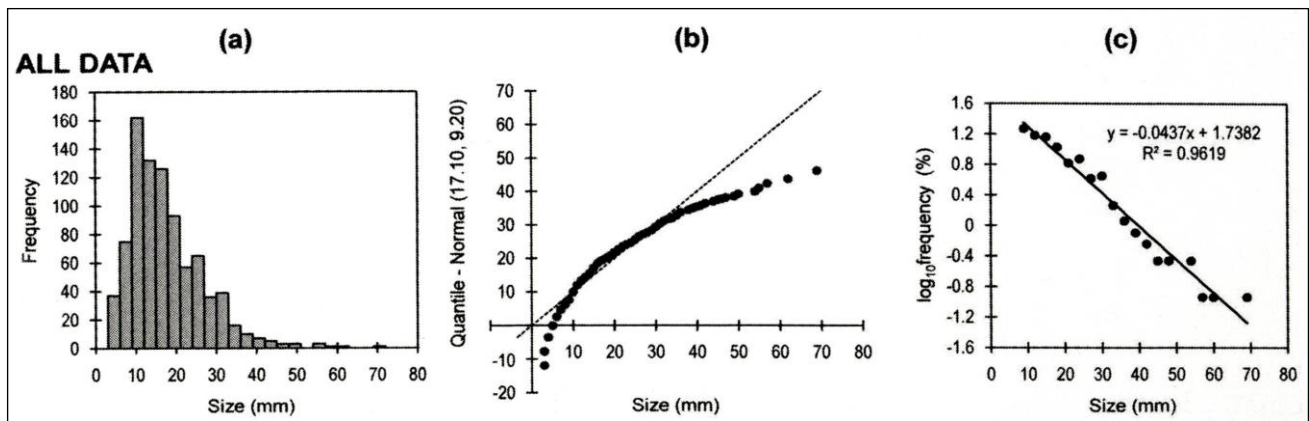 (a)
(b)
(c)
ALL DATA
Frequency
180
160
140
120
100
80
60
40
20
0
0 10 20 30 40 50 60 70 80
Size (mm)
Quantile - Normal (17.10, 9.20)
70
60
50
40
30
20
10
-10
-20
10 20 30 40 50 60 70 80
Size (mm)
log₁₀frequency (%)
1.6
1.2
0.8
0.4
0
-0.4
-0.8
-1.2
-1.6
y = -0.0437x + 1.7382
R² = 0.9619
0 10 20 30 40 50 60 70 80
Size (mm)